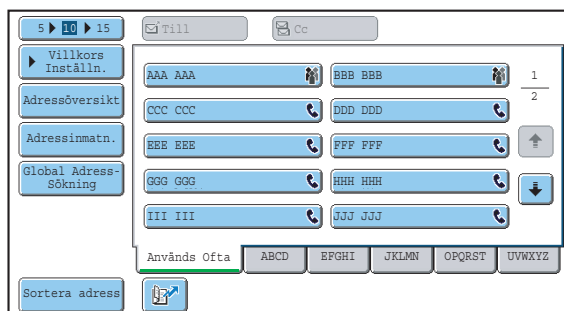 5 10 15
Till
Cc
Villkors
Inställn.
Adressöversikt
Adressinmatn.
Global Adress-
Sökning
AAA AAA
BBB BBB
CCC CCC
DDD DDD
EEE EEE
FFF FFF
GGG GGG
HHH HHH
III III
JJJ JJJ
1
2
Används Ofta
ABCD
EFGHI
JKLMN
OPQRST
UVWXYZ
Sortera adress